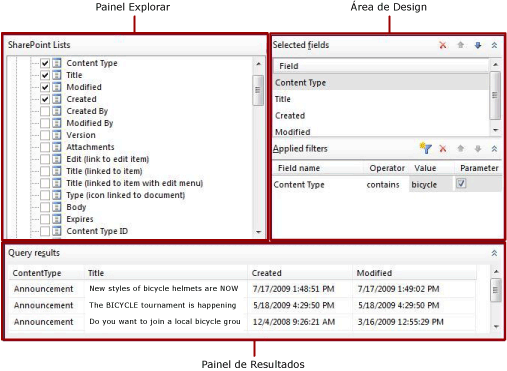 Painel Explorar
Área de Design
SharePoint Lists
Content Type
Title
Modified
Created
Created By
Modified By
Version
Attachments
Edit (link to edit item)
Title (linked to item)
Title (linked to item with edit menu)
Type (icon linked to document)
Body
Expires
Content Type ID
Selected fields
Field
Content Type
Title
Created
Modified
Applied filters
Field name Operator Value Parameter
Content Type contains bicycle
Query results
ContentType Title Created Modified
Announcement New styles of bicycle helmets are NOW 7/17/2009 1:48:51 PM 7/17/2009 1:49:02 PM
Announcement The BICYCLE tournament is happening 5/18/2009 4:29:50 PM 5/18/2009 4:29:50 PM
Announcement Do you want to join a local bicycle grou 12/4/2008 9:26:21 AM 3/16/2009 12:55:29 PM
Painel de Resultados